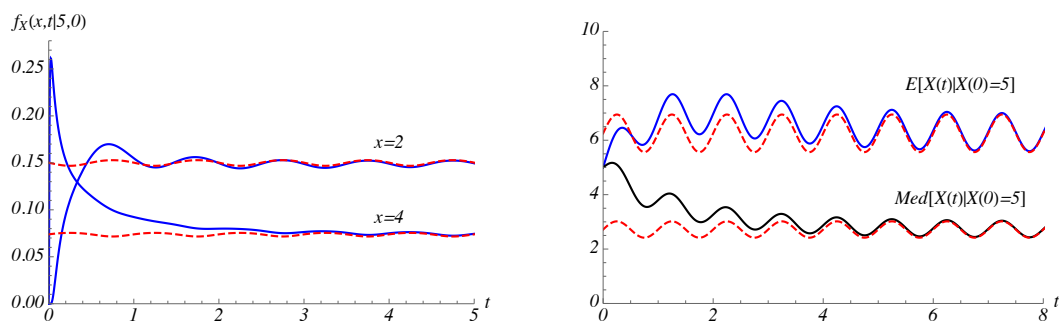 f_X(x,t|5,0)
0.25
0.20
0.15
0.10
0.05
0.00
x=2
x=4
0 1 2 3 4 5 t
10
8
6
4
2
0
E[X(t)|X(0)=5]
Med[X(t)|X(0)=5]
0 2 4 6 8 t